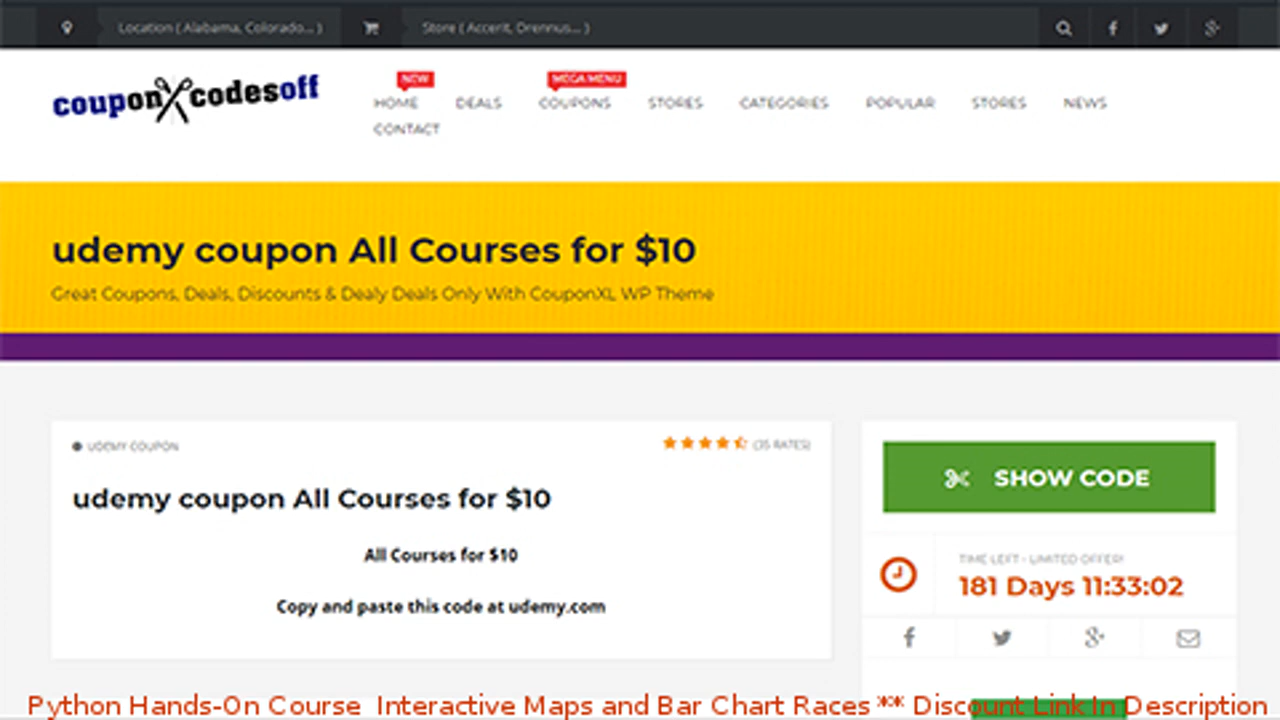 Location ( Alabama, Colorado... ) Store ( Accent, Drennus... )
couponXcodesoff
NEW MEGA MENU
HOME DEALS COUPONS STORES CATEGORIES POPULAR STORES NEWS
CONTACT
udemy coupon All Courses for $10
Great Coupons, Deals, Discounts & Dealy Deals Only With CouponXL WP Theme
UDEMY COUPON (35 RATES)
SHOW CODE
udemy coupon All Courses for $10
All Courses for $10
TIME LEFT - LIMITED OFFER!
181 Days 11:33:02
Copy and paste this code at udemy.com
Python Hands-On Course Interactive Maps and Bar Chart Races ** Discount Link In Description